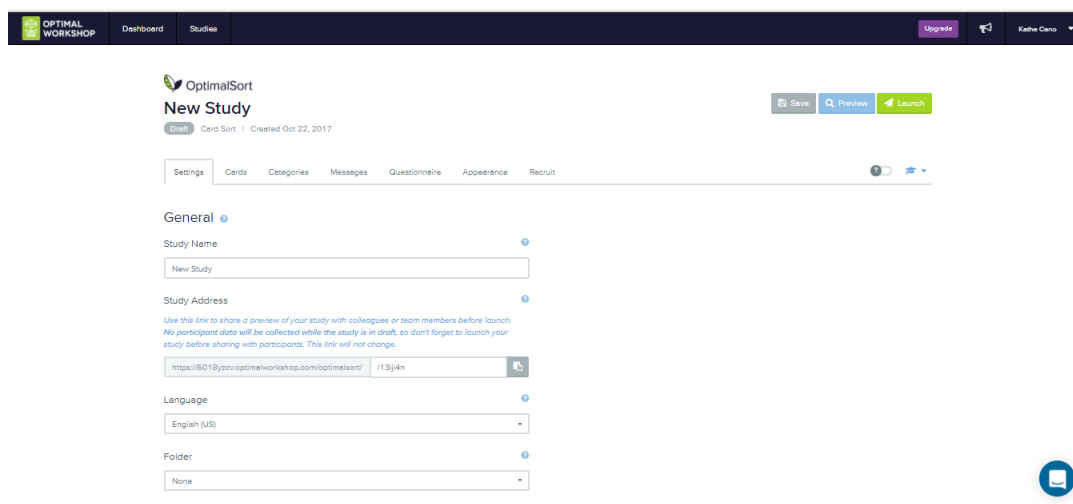 OPTIMAL
WORKSHOP
Dashboard
Studies
Upgrade
Kathe Cano
OptimalSort
New Study
Save
Preview
Launch
Draft
Card Sort | Created Oct 22, 2017
Settings
Cards
Categories
Messages
Questionnaire
Appearance
Recruit
General
Study Name
New Study
Study Address
Use this link to share a preview of your study with colleagues or team members before launch.
No participant data will be collected while the study is in draft, so don't forget to launch your
study before sharing with participants. This link will not change.
https://5018yzcv.optimalworkshop.com/optimalsort/
l13iji4n
Language
English (US)
Folder
None